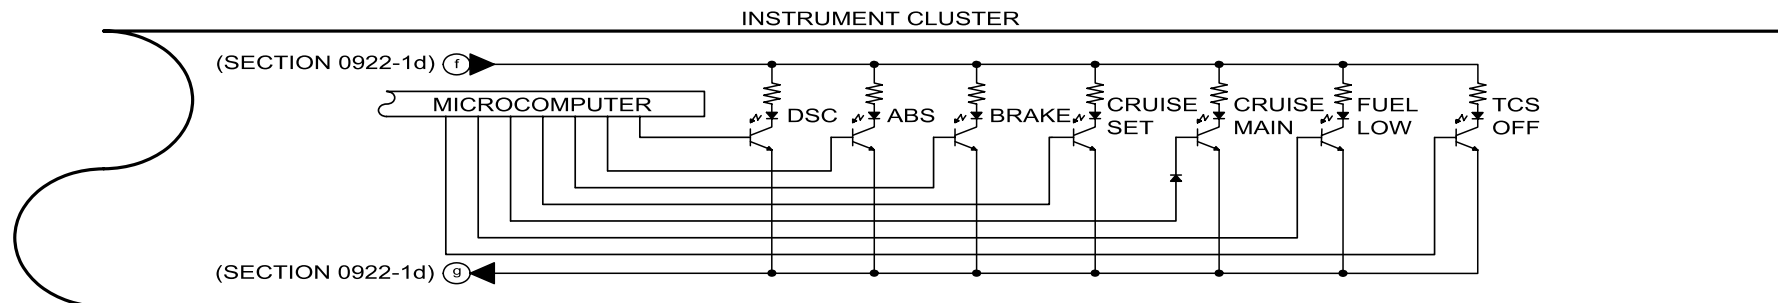 INSTRUMENT CLUSTER
(SECTION 0922-1d) f
MICROCOMPUTER
DSC
ABS
BRAKE
CRUISE
SET
CRUISE
MAIN
FUEL
LOW
TCS
OFF
(SECTION 0922-1d) g